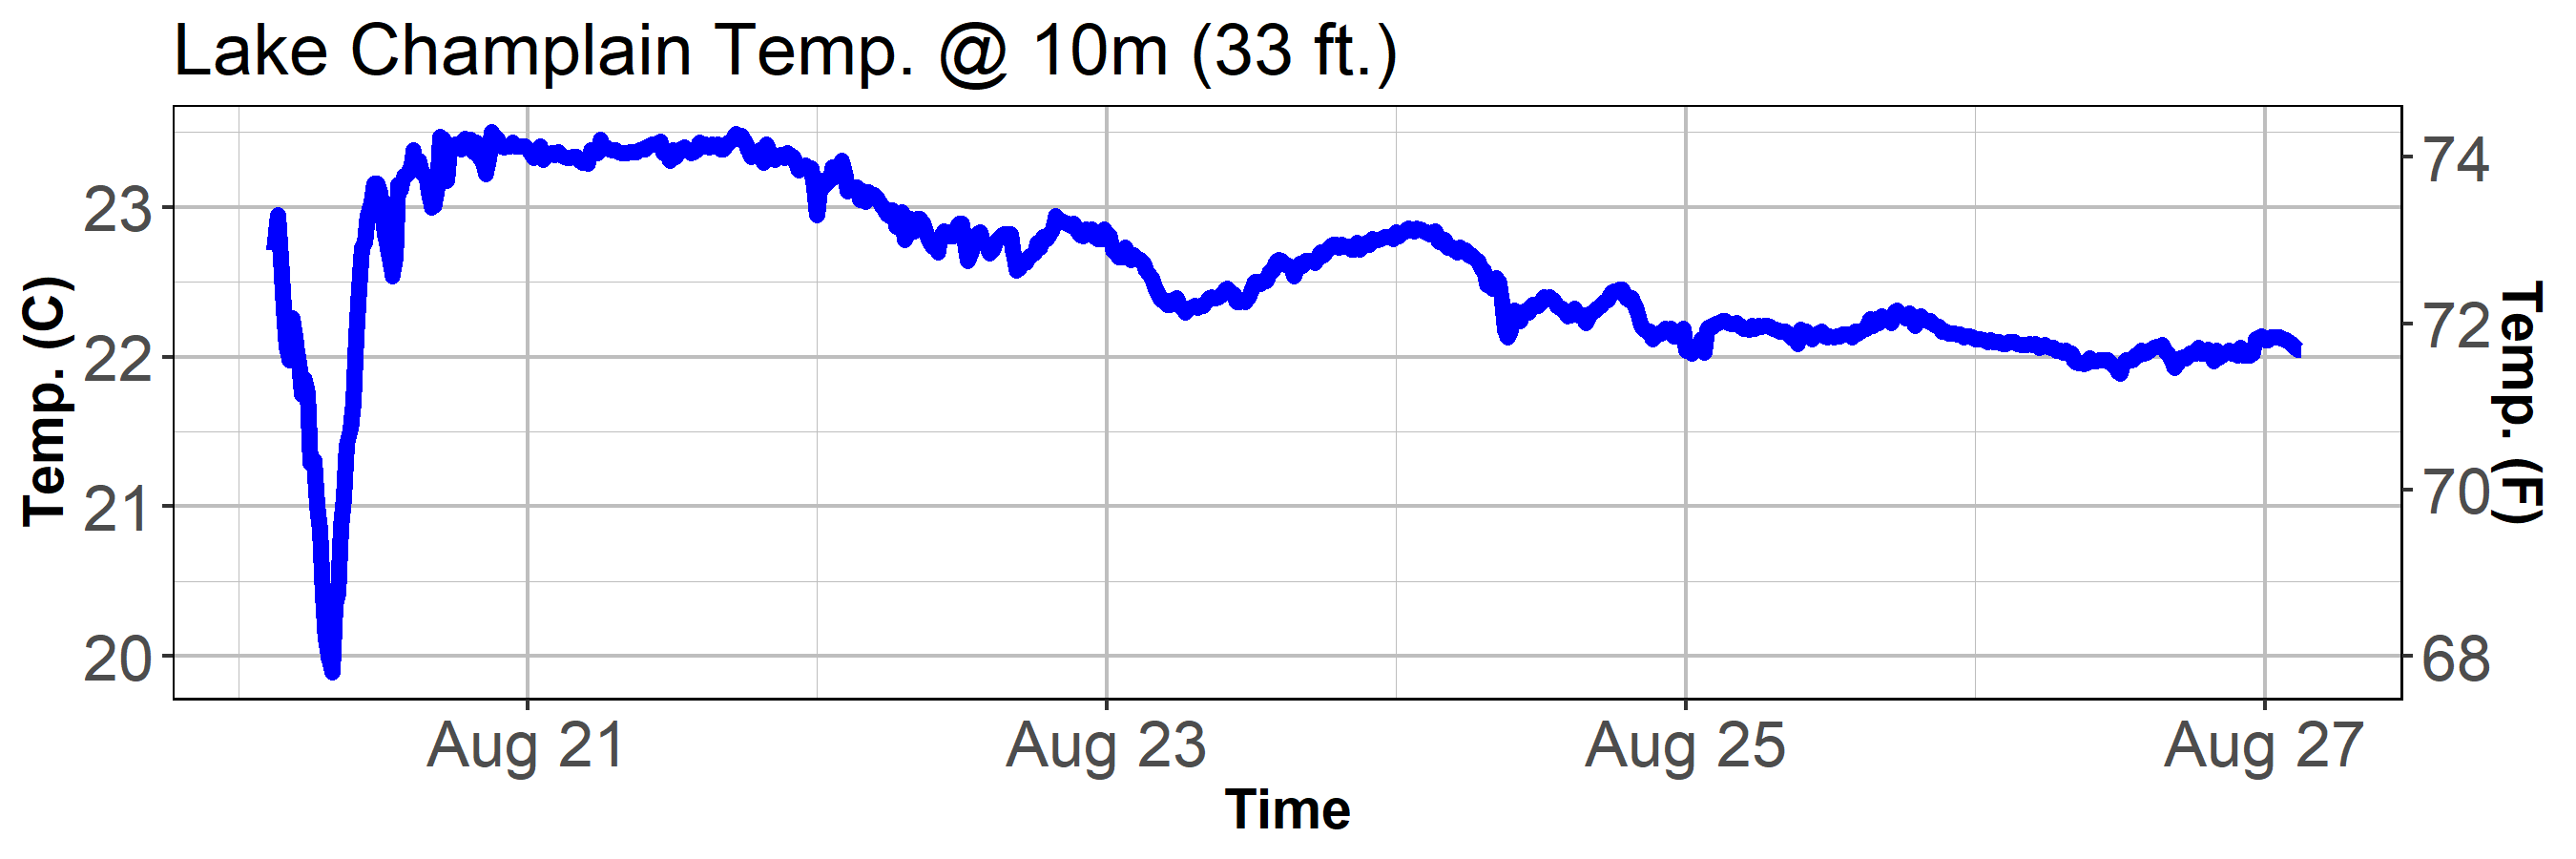 Lake Champlain Temp. @ 10m (33 ft.)
Temp. (C)
23
22
21
20
74
72
70
68
Temp. (F)
Aug 21 Aug 23 Aug 25 Aug 27
Time